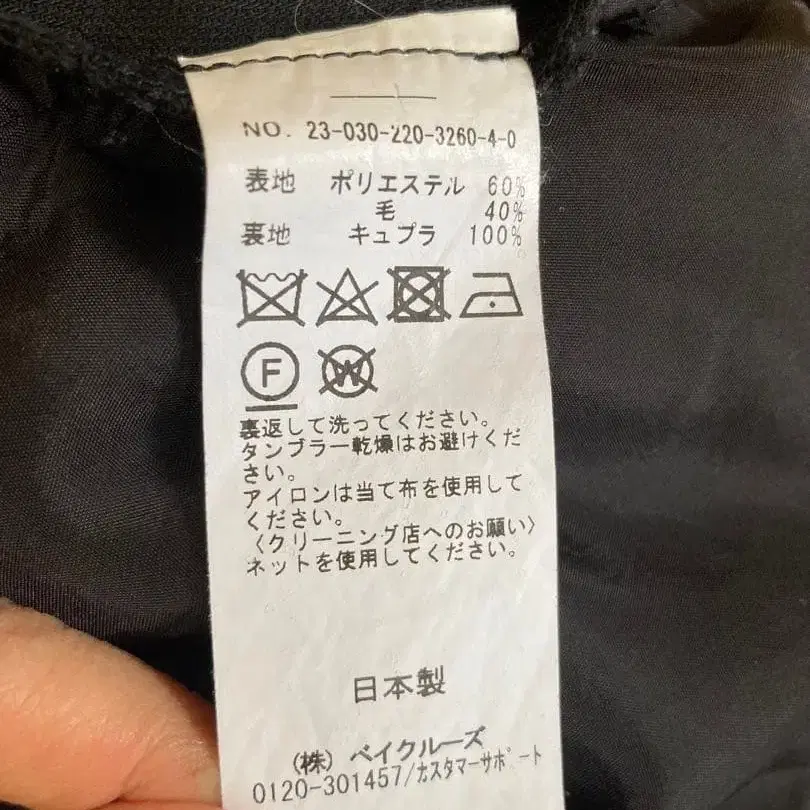 NO. 23-030-220-3260-4-0
表地 ポリエステル 60%
毛 40%
裏地 キュプラ 100%
F W
裏返して洗ってください。
タンブラー乾燥はお避けくだ
さい。
アイロンは当て布を使用して
ください。
〈クリーニング店へのお願い〉
ネットを使用してください。
日本製
(株) ベイクルーズ
0120-301457/カスタマーサポート